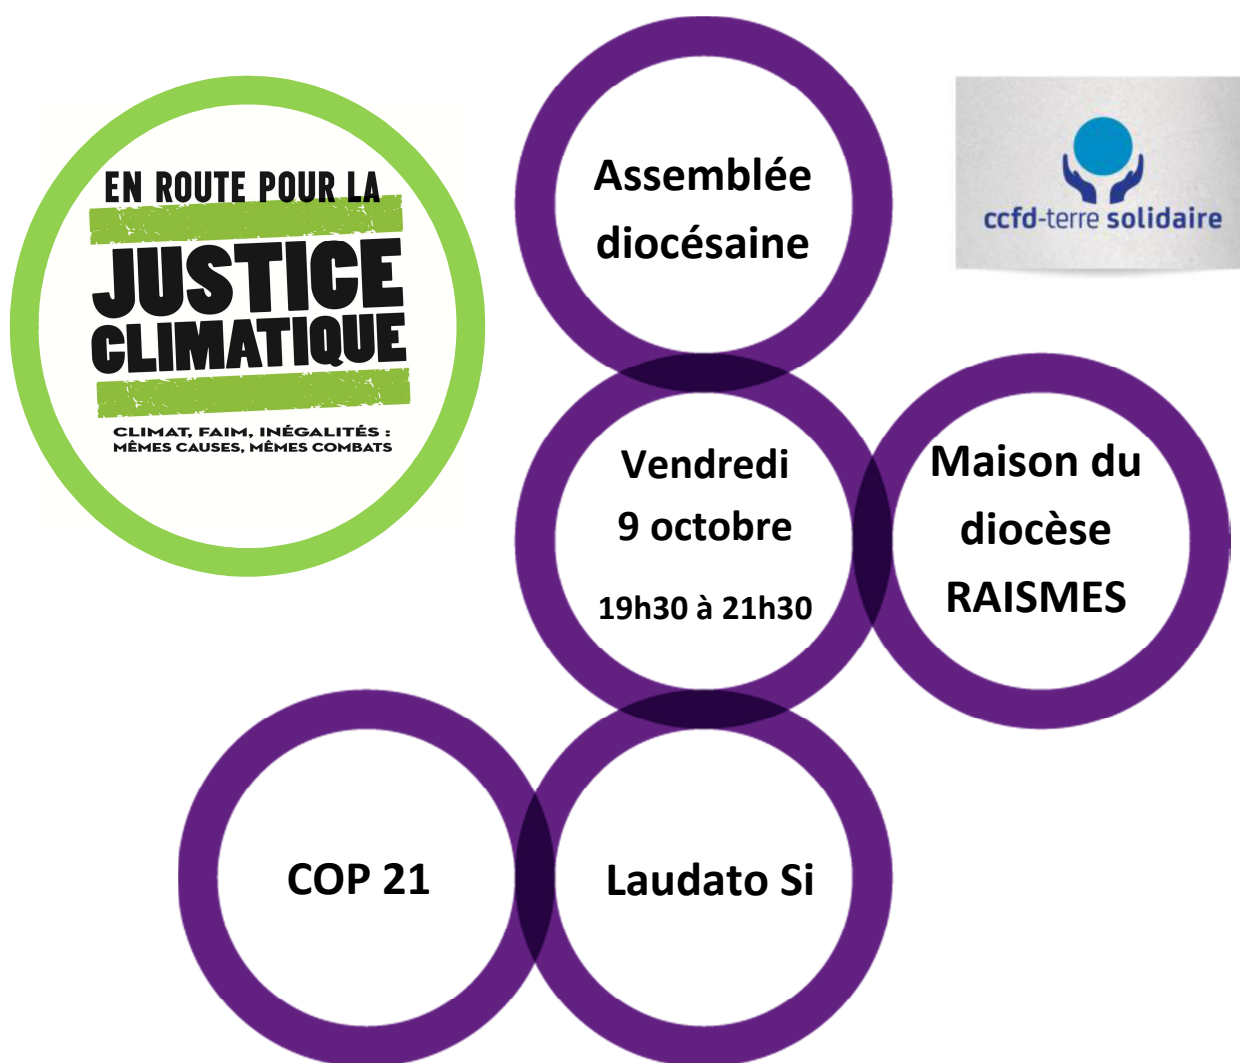 EN ROUTE POUR LA
JUSTICE
CLIMATIQUE
CLIMAT, FAIM, INÉGALITÉS :
MÊMES CAUSES, MÊMES COMBATS
Assemblée
diocésaine
ccfd-terre solidaire
Vendredi
9 octobre
19h30 à 21h30
Maison du
diocèse
RAISMES
COP 21
Laudato Si